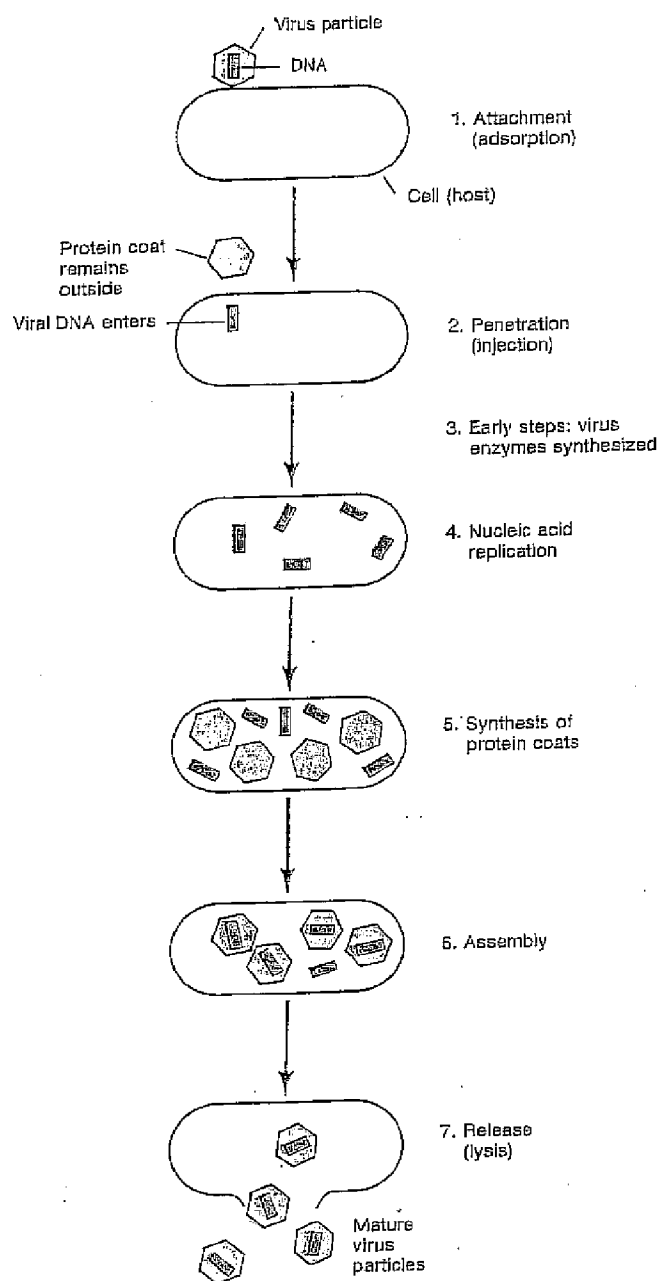 Virus particle
DNA
1. Attachment
(adsorption)
Cell (host)
Protein coat
remains
outside
Viral DNA enters
2. Penetration
(injection)
3. Early steps: virus
enzymes synthesized
4. Nucleic acid
replication
5. Synthesis of
protein coats
6. Assembly
7. Release
(lysis)
Mature
virus
particles